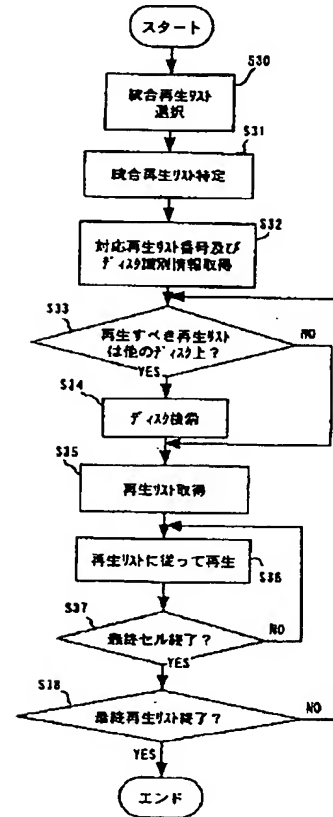 スタート
S30
統合再生リスト
選択
S31
統合再生リスト特定
S32
対応再生リスト番号及び
ディスク識別情報取得
S33
再生すべき再生リスト
は他のディスク上？
NO
YES
S34
ディスク検索
S35
再生リスト取得
再生リストに従って再生
S36
S37
最終セル終了？
NO
YES
S38
最終再生リスト終了？
NO
YES
エンド